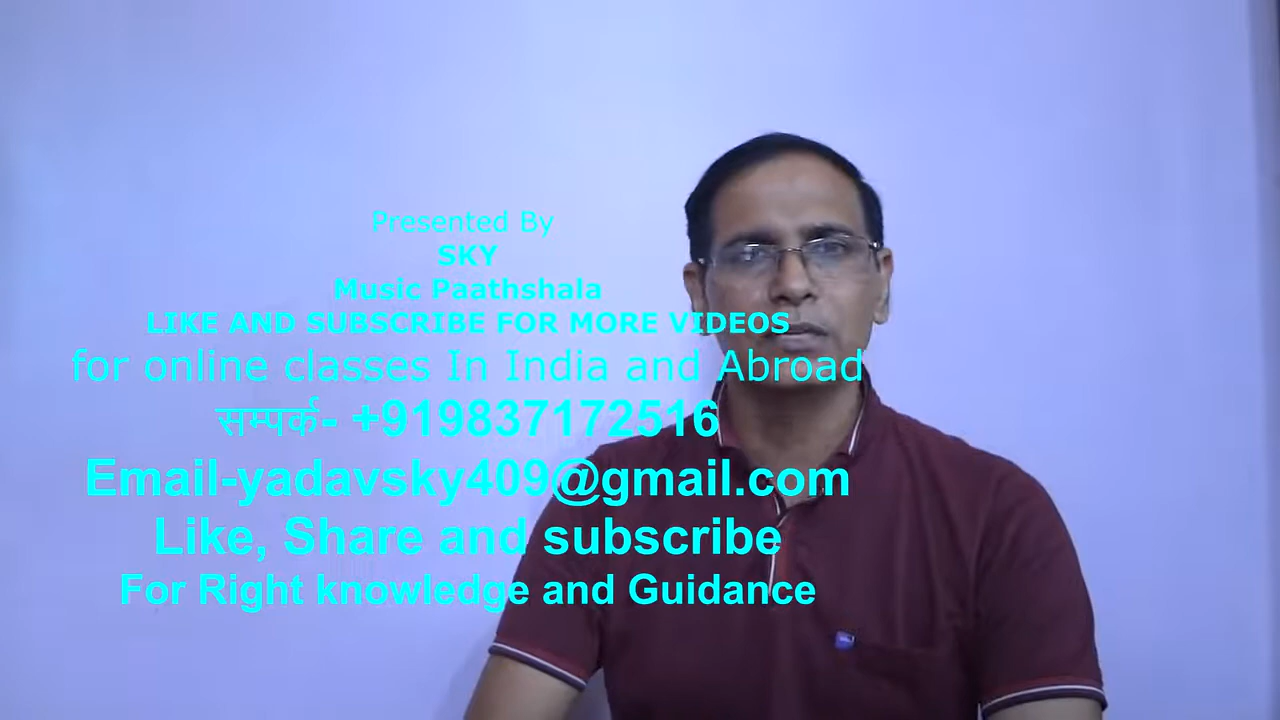 Presented By
SKY
Music Paathshala
LIKE AND SUBSCRIBE FOR MORE VIDEOS
for online classes In India and Abroad
सम्पर्क- +919837172516
Email-yadavsky409@gmail.com
Like, Share and subscribe
For Right knowledge and Guidance